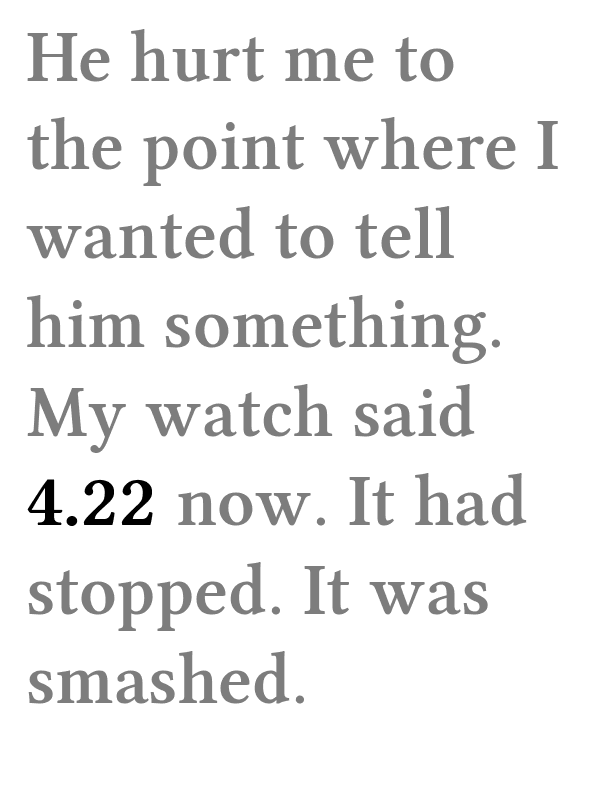 He hurt me to
the point where I
wanted to tell
him something.
My watch said
4.22 now. It had
stopped. It was
smashed.